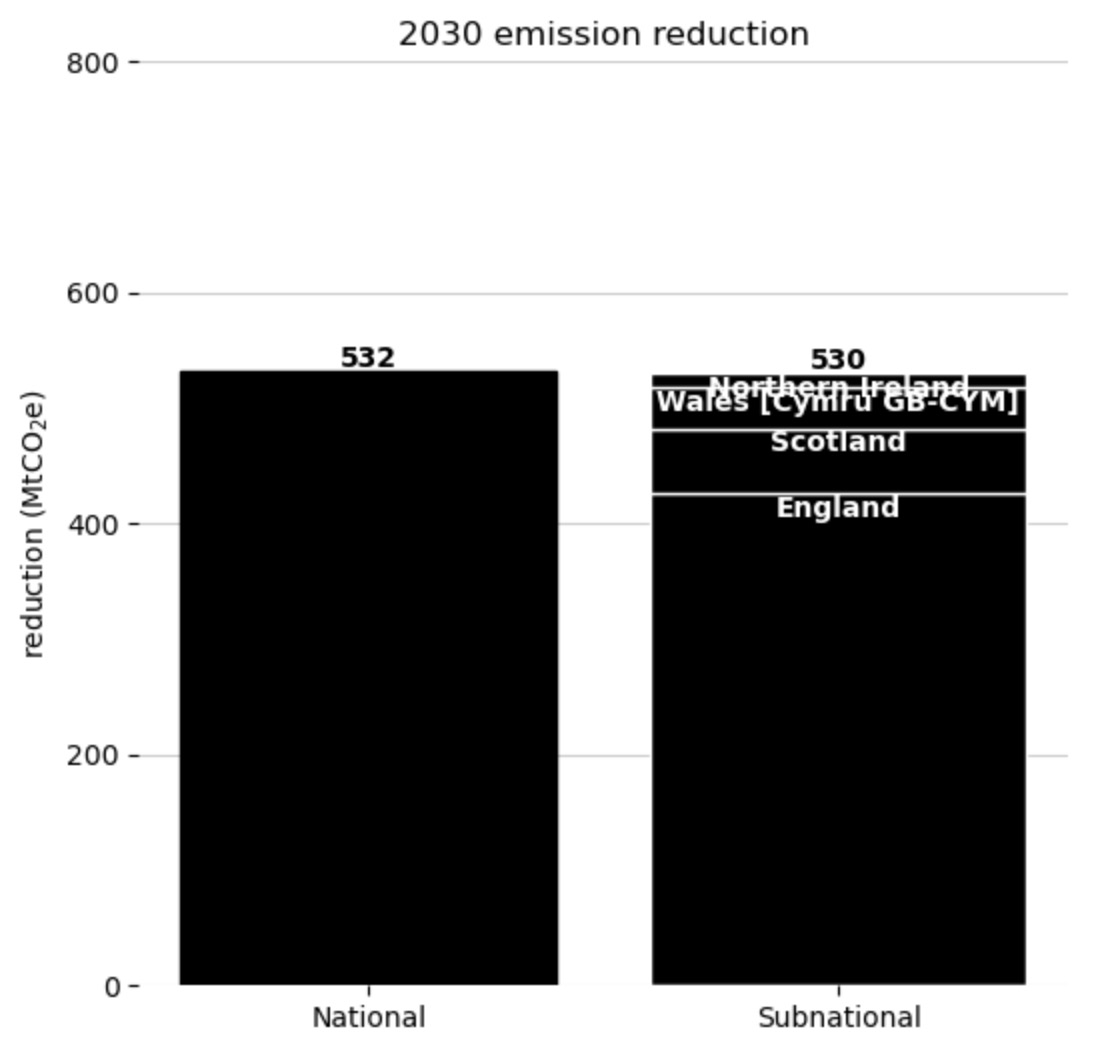 2030 emission reduction
800
600
400
200
0
reduction (MtCO₂e)
532
530
Northern Ireland
Wales [Cymru GB-CYM]
Scotland
England
National
Subnational